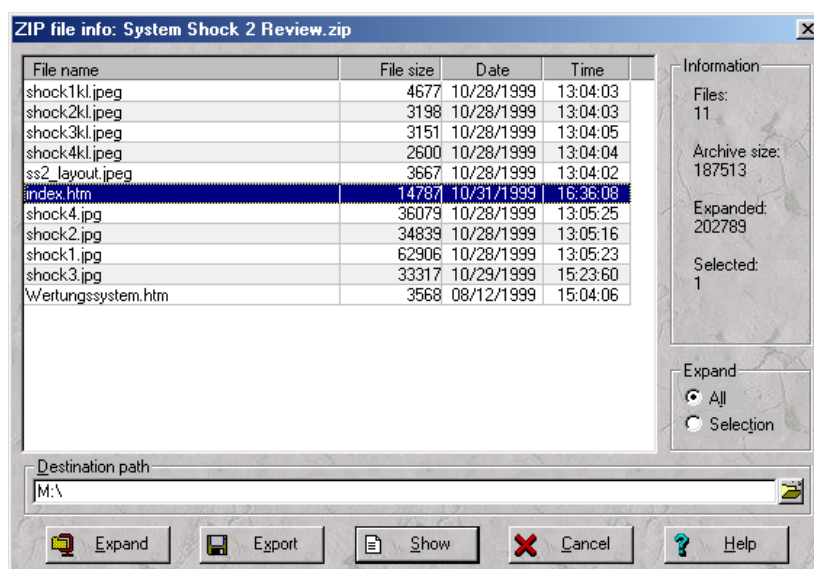 ZIP file info: System Shock 2 Review.zip
File name File size Date Time
shock1kl.jpeg 4677 10/28/1999 13:04:03
shock2kl.jpeg 3198 10/28/1999 13:04:03
shock3kl.jpeg 3151 10/28/1999 13:04:05
shock4kl.jpeg 2600 10/28/1999 13:04:04
ss2_layout.jpeg 3667 10/28/1999 13:04:02
index.htm 14787 10/31/1999 16:36:08
shock4.jpg 36079 10/28/1999 13:05:25
shock2.jpg 34839 10/28/1999 13:05:16
shock1.jpg 62906 10/28/1999 13:05:23
shock3.jpg 33317 10/29/1999 15:23:60
Wertungssystem.htm 3568 08/12/1999 15:04:06
Information
Files:
11
Archive size:
187513
Expanded:
202789
Selected:
1
Expand
All
Selection
Destination path
M:\
Expand Export Show Cancel Help